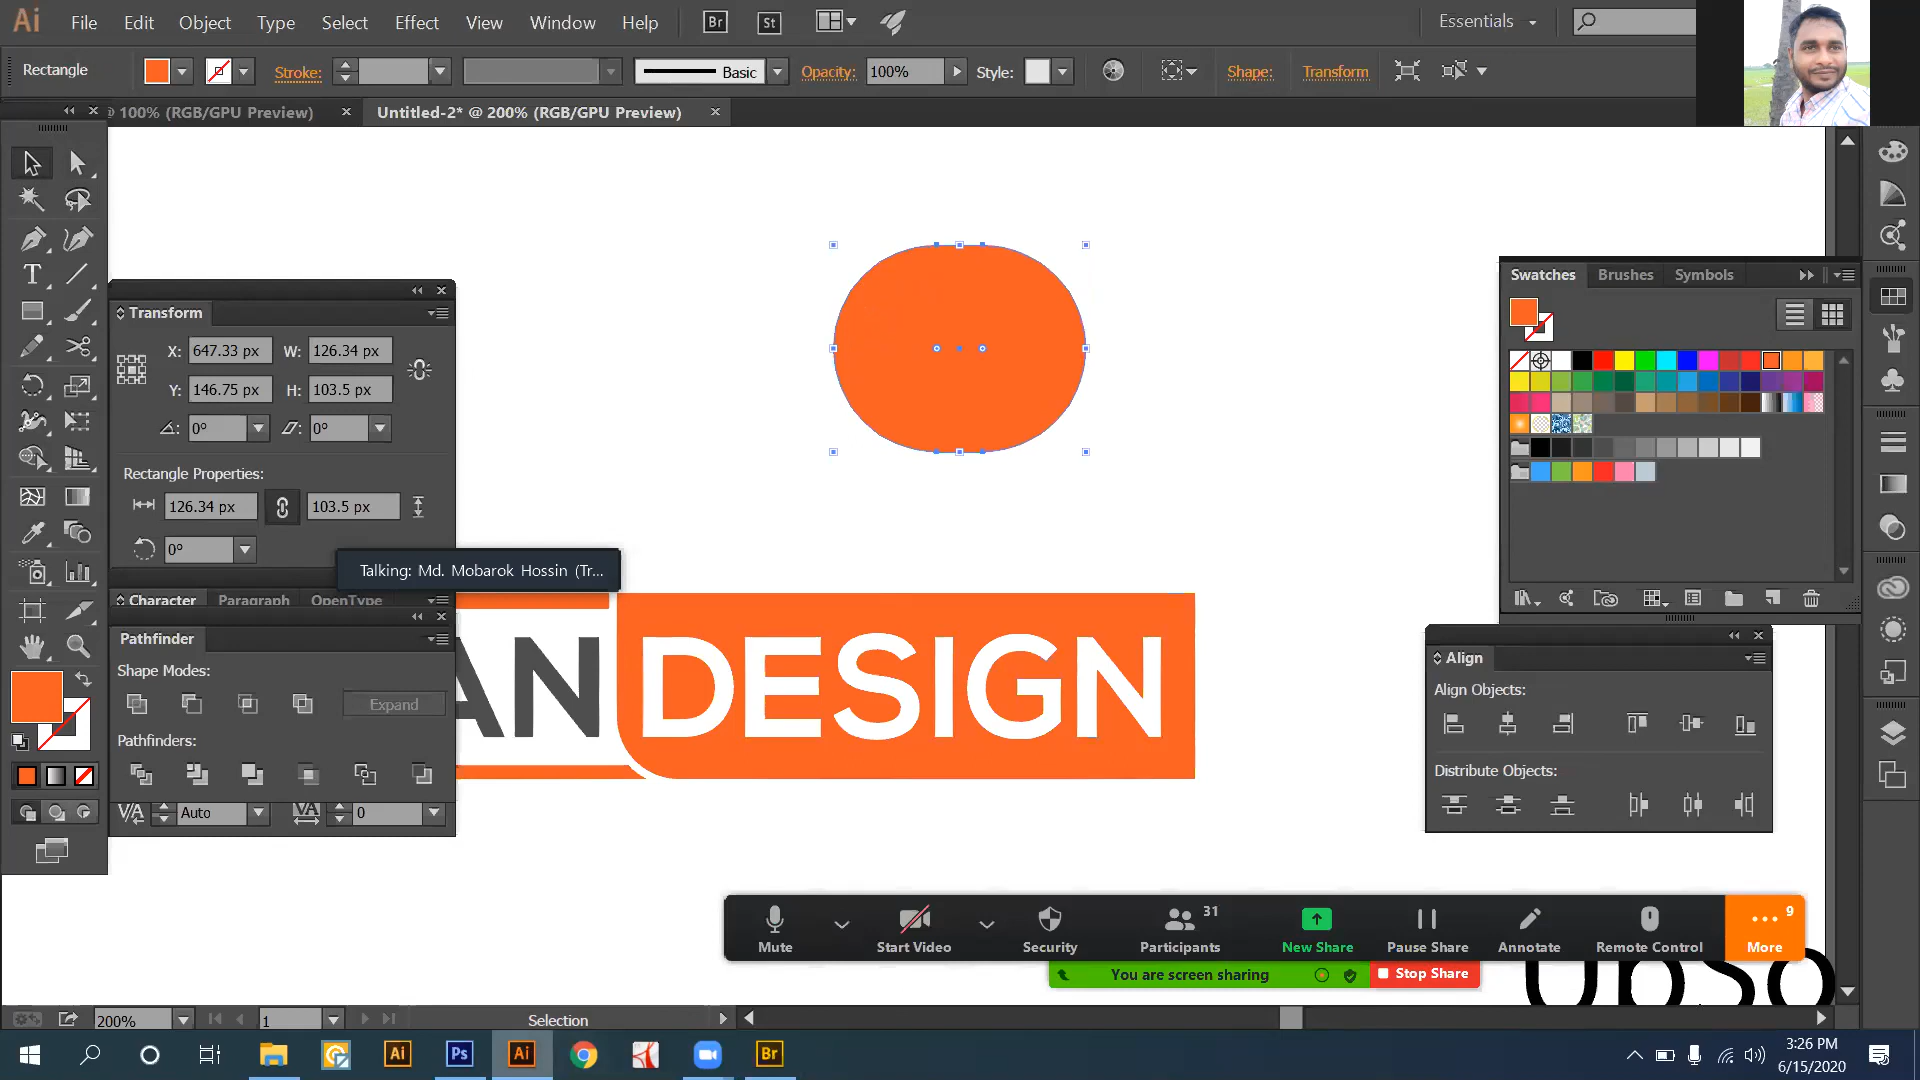 Ai File Edit Object Type Select Effect View Window Help Br St Essentials
Rectangle Stroke: Basic Opacity: 100% Style: Shape: Transform
@ 100% (RGB/GPU Preview) Untitled-2* @ 200% (RGB/GPU Preview)
Transform
X: 647.33 px W: 126.34 px
Y: 146.75 px H: 103.5 px
0° 0°
Rectangle Properties:
126.34 px 103.5 px
0°
Talking: Md. Mobarok Hossin (Tr...
Character Paragraph OpenType
Pathfinder
Shape Modes:
Expand
Pathfinders:
Auto 0
AN DESIGN
Swatches Brushes Symbols
Align
Align Objects:
Distribute Objects:
Mute Start Video Security Participants 31 New Share Pause Share Annotate Remote Control More 9
You are screen sharing Stop Share
200% 1 Selection
Ai Ps Ai Br
3:26 PM
6/15/2020